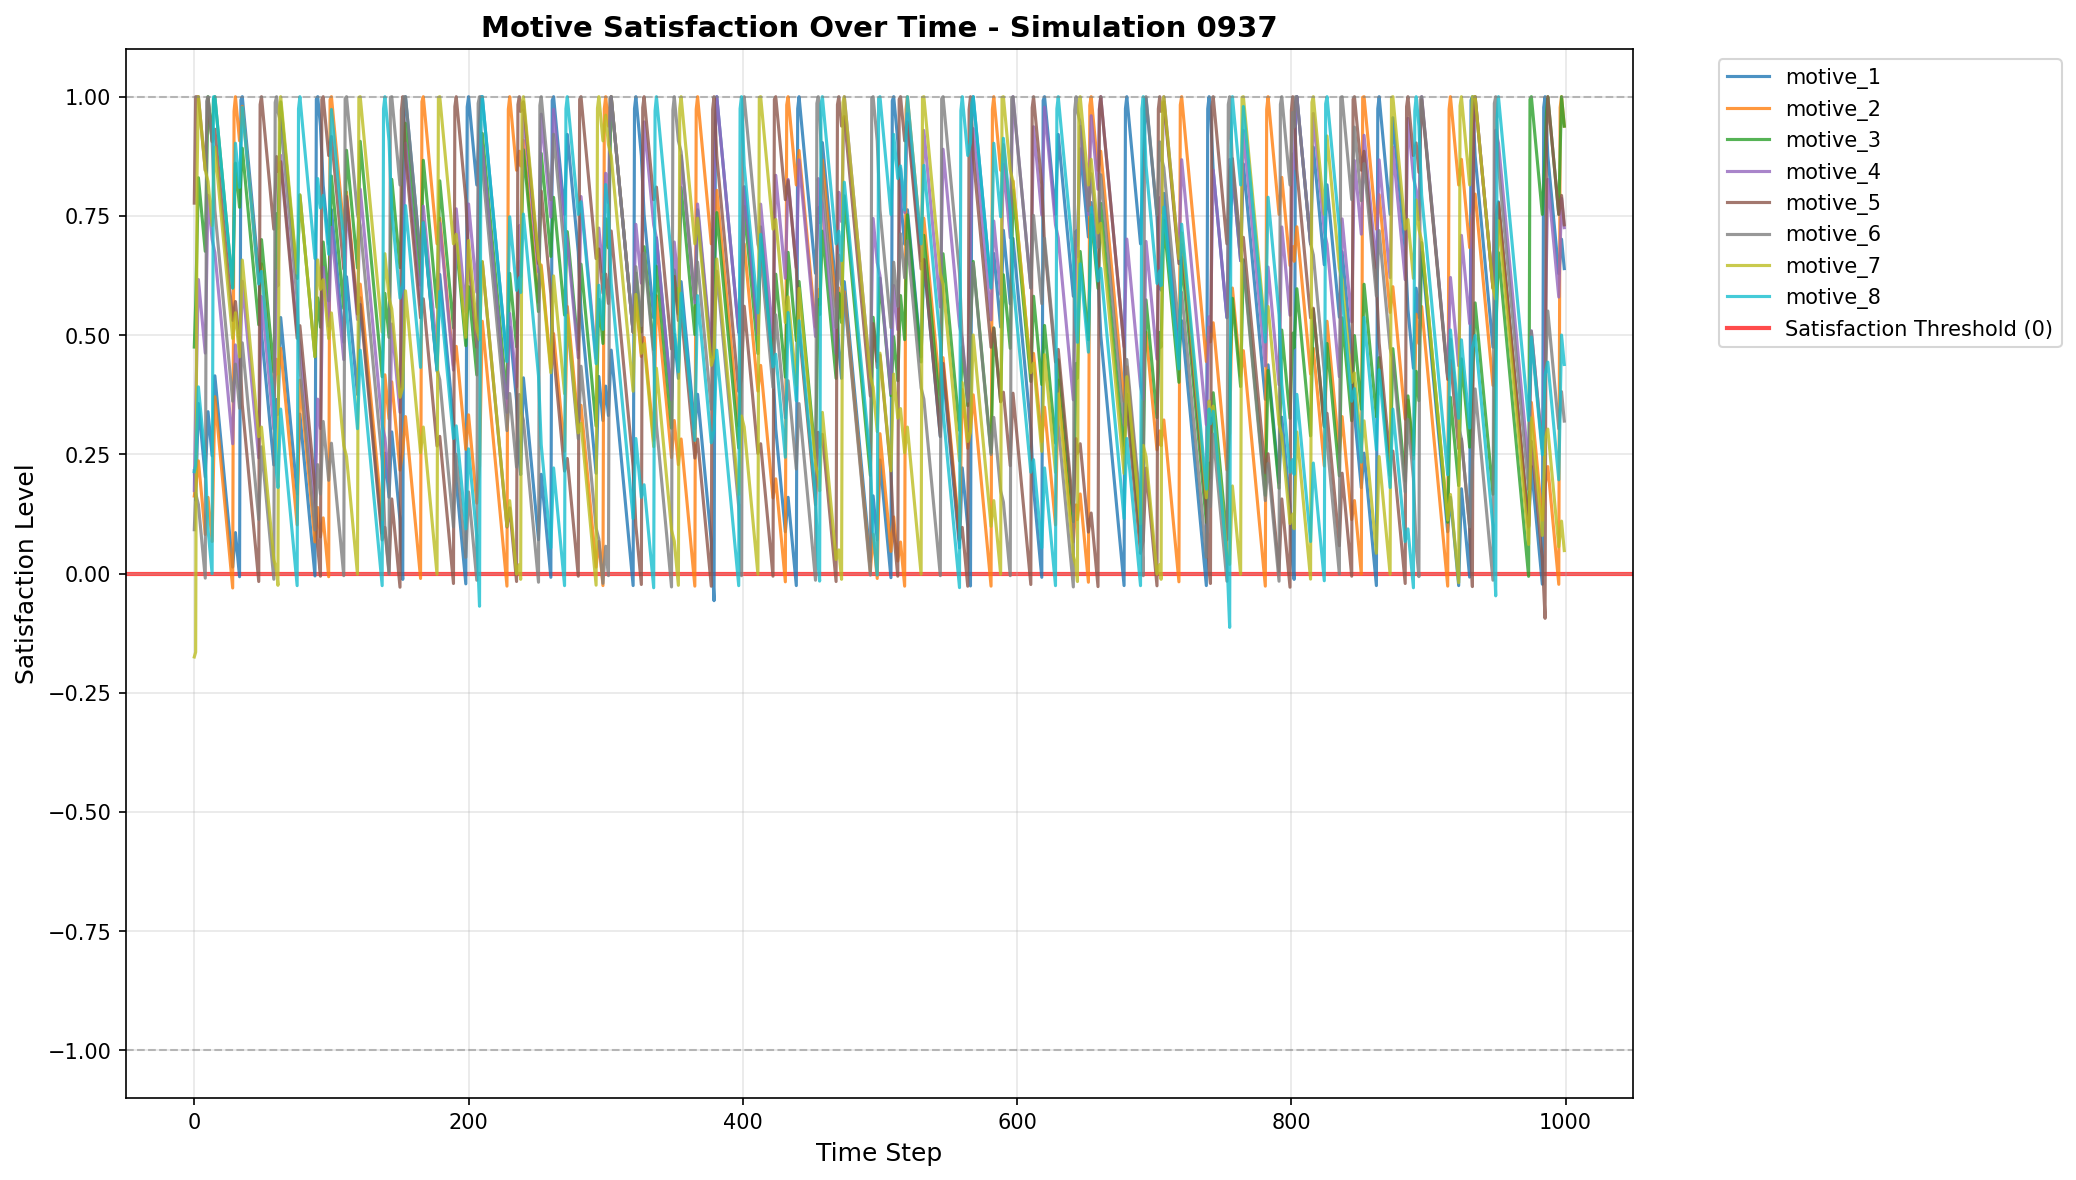 Motive Satisfaction Over Time - Simulation 0937
Satisfaction Level
1.00
0.75
0.50
0.25
0.00
−0.25
−0.50
−0.75
−1.00
0
200
400
600
800
1000
Time Step
motive_1
motive_2
motive_3
motive_4
motive_5
motive_6
motive_7
motive_8
Satisfaction Threshold (0)